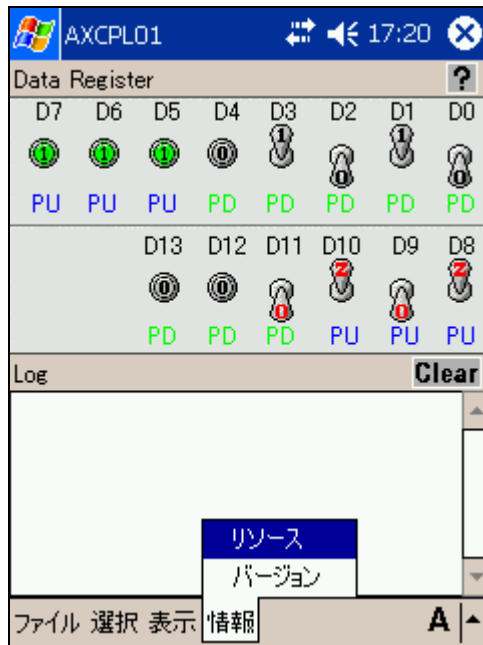 AXCPL01 17:20
Data Register ?
D7 D6 D5 D4 D3 D2 D1 D0
1 1 1 0 1 0 1 0
PU PU PU PD PD PD PD PD
D13 D12 D11 D10 D9 D8
0 0 0 Z 0 Z
PD PD PD PU PU PU
Log Clear
リソース
バージョン
ファイル 選択 表示 情報 A